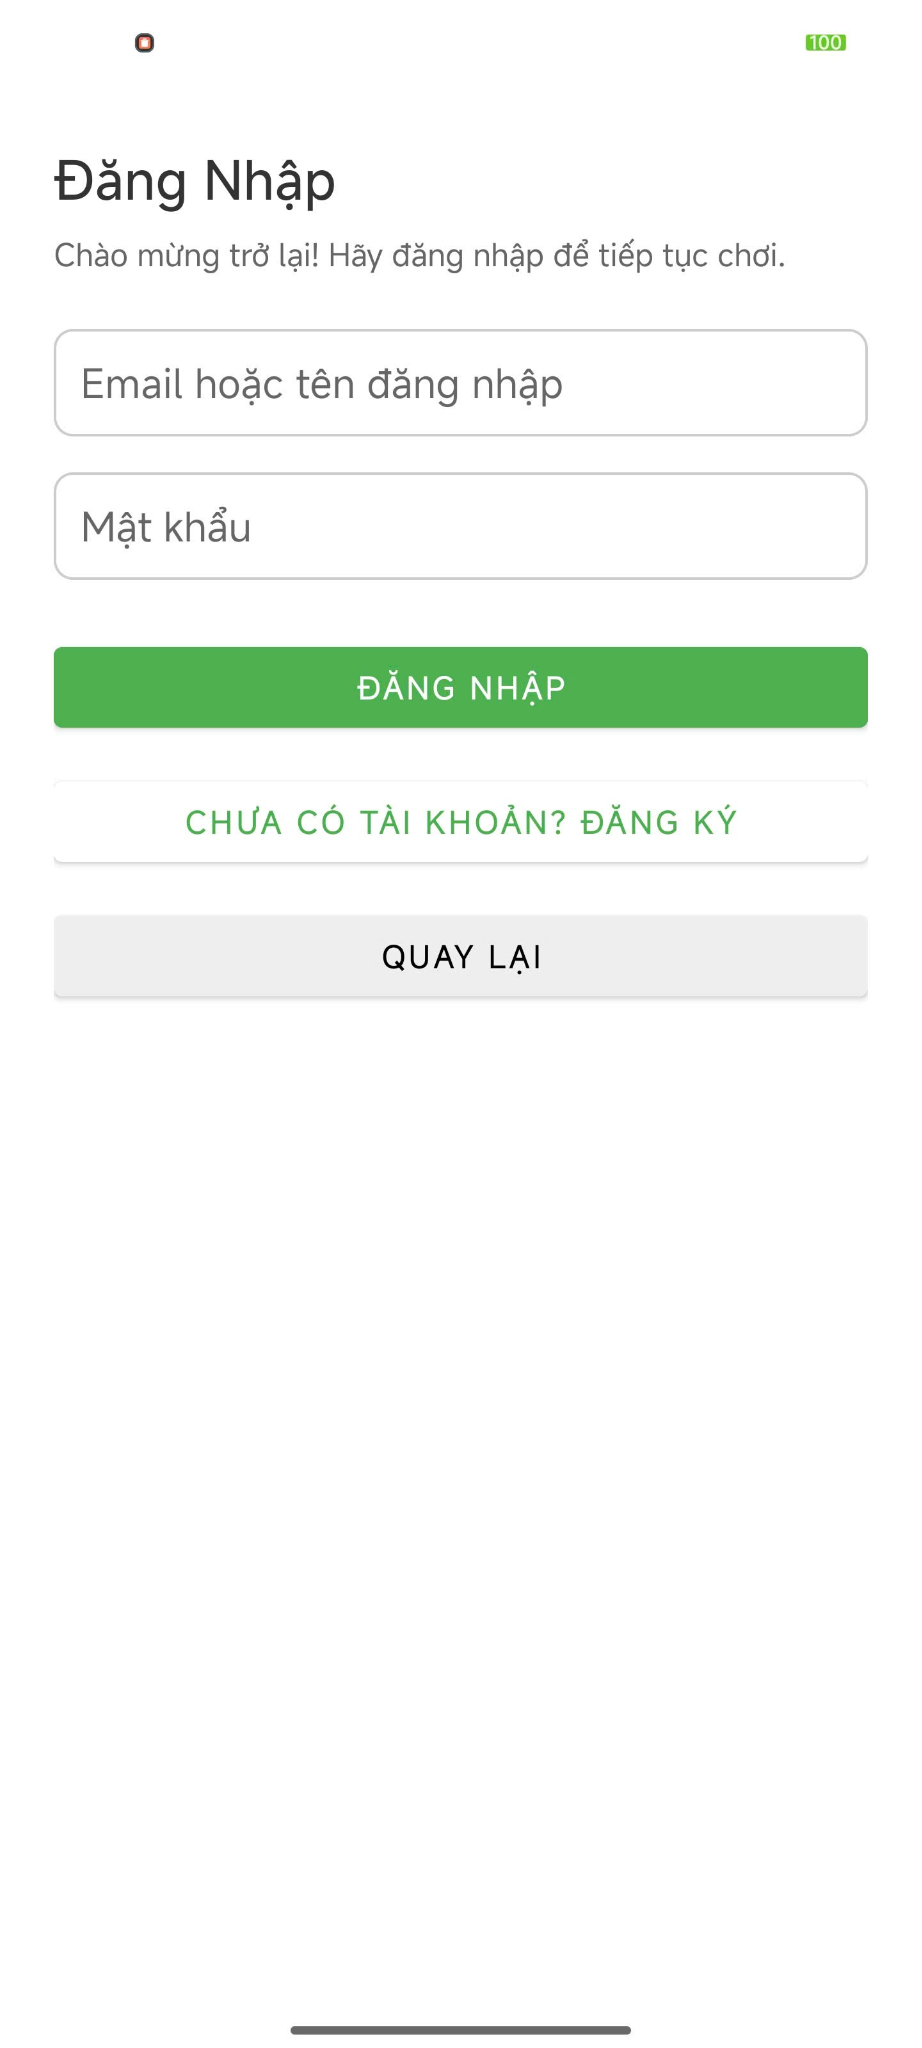 100
Đăng Nhập
Chào mừng trở lại! Hãy đăng nhập để tiếp tục chơi.
Email hoặc tên đăng nhập
Mật khẩu
ĐĂNG NHẬP
CHƯA CÓ TÀI KHOẢN? ĐĂNG KÝ
QUAY LẠI